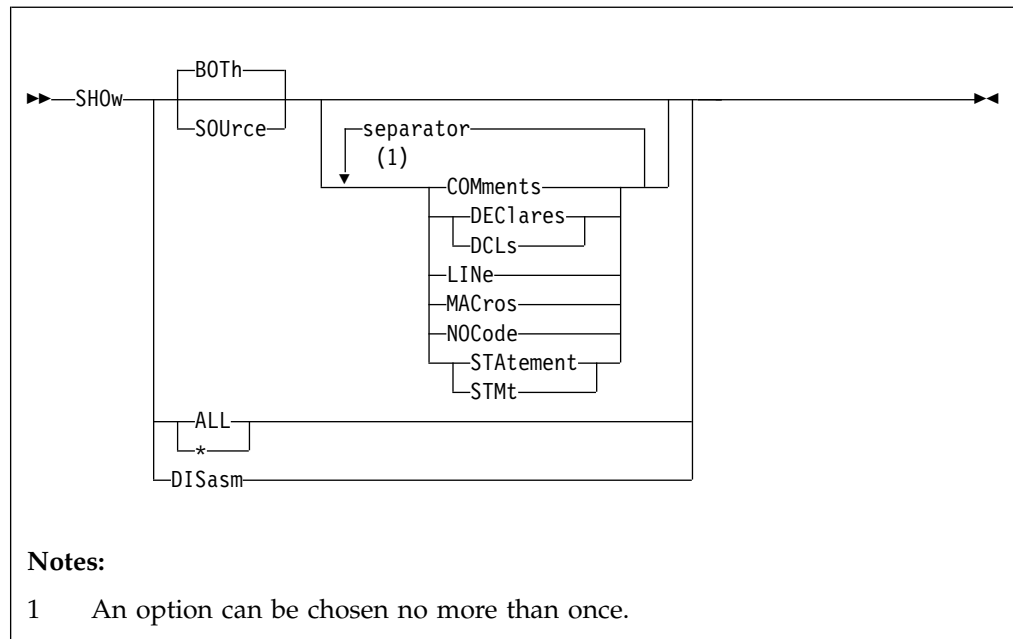 BOTh
►►—SHOw—
SOUrce
separator
(1)
COMments
DEClares
DCLs
LINe
MACros
NOCode
STAtement
STMt
ALL
*
DISasm
Notes:
1 An option can be chosen no more than once.